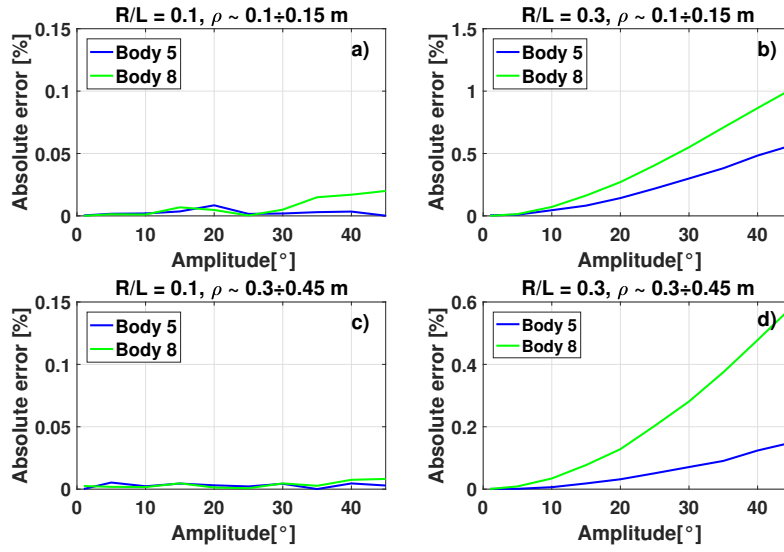 R/L = 0.1, ρ ~ 0.1÷0.15 m
Absolute error [%]
0.15
0.1
0.05
0
Body 5
Body 8
a)
0 10 20 30 40
Amplitude[°]
R/L = 0.3, ρ ~ 0.1÷0.15 m
Absolute error [%]
1.5
1
0.5
0
Body 5
Body 8
b)
0 10 20 30 40
Amplitude[°]
R/L = 0.1, ρ ~ 0.3÷0.45 m
Absolute error [%]
0.15
0.1
0.05
0
Body 5
Body 8
c)
0 10 20 30 40
Amplitude[°]
R/L = 0.3, ρ ~ 0.3÷0.45 m
Absolute error [%]
0.6
0.4
0.2
0
Body 5
Body 8
d)
0 10 20 30 40
Amplitude[°]